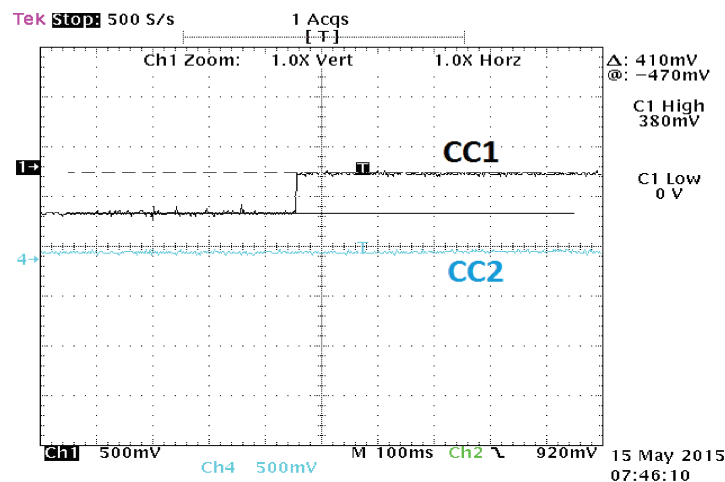 Tek Stop: 500 S/s 1 Acqs
[ T ]
Ch1 Zoom: 1.0X Vert 1.0X Horz
Δ: 410mV
@: −470mV
C1 High
380mV
1→
T
CC1
C1 Low
0 V
4→
T
CC2
Ch1 500mV M 100ms Ch2 920mV
Ch4 500mV
15 May 2015
07:46:10